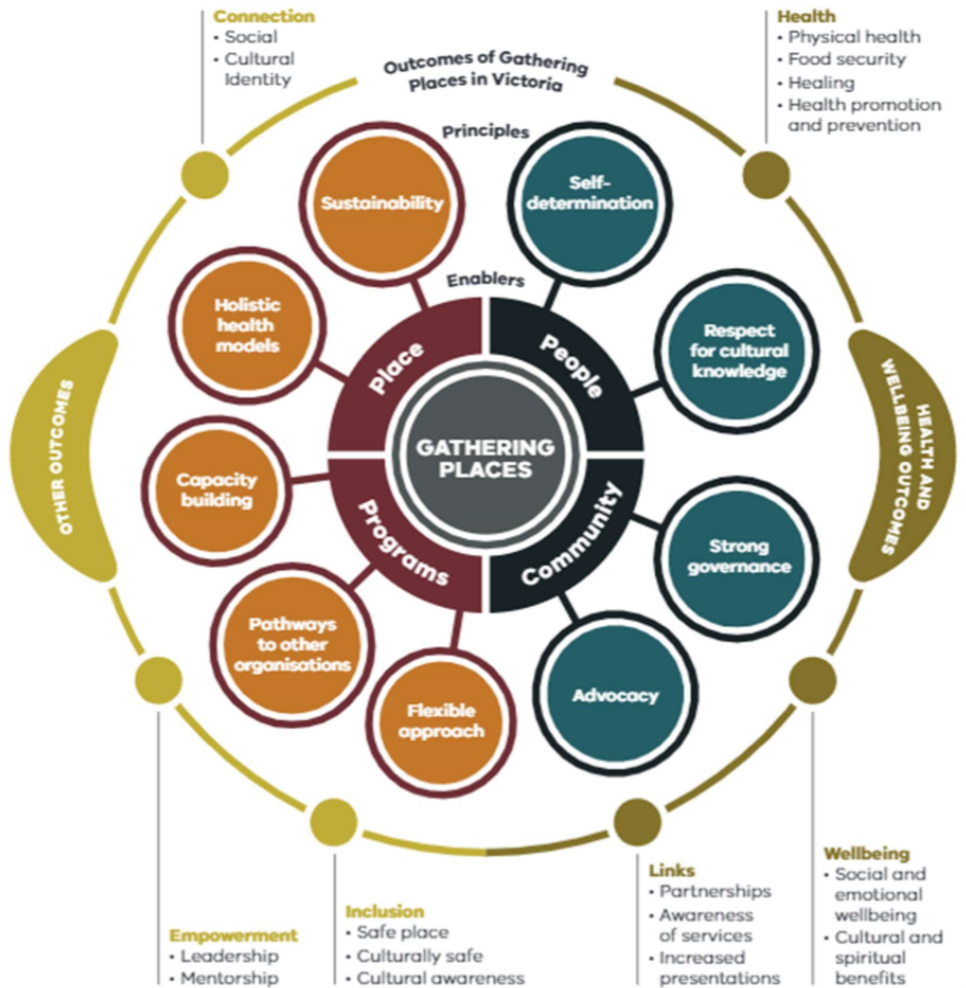 Connection
• Social
• Cultural
Identity
Health
• Physical health
• Food security
• Healing
• Health promotion
and prevention
Outcomes of Gathering
Places in Victoria
Principles
Sustainability
Self-
determination
Enablers
Holistic
health
models
Respect
for cultural
knowledge
Place
People
GATHERING
PLACES
OTHER OUTCOMES
HEALTH AND
WELLBEING OUTCOMES
Capacity
building
Programs
Community
Strong
governance
Pathways
to other
organisations
Flexible
approach
Advocacy
Empowerment
• Leadership
• Mentorship
Inclusion
• Safe place
• Culturally safe
• Cultural awareness
Links
• Partnerships
• Awareness
of services
• Increased
presentations
Wellbeing
• Social and
emotional
wellbeing
• Cultural and
spiritual
benefits